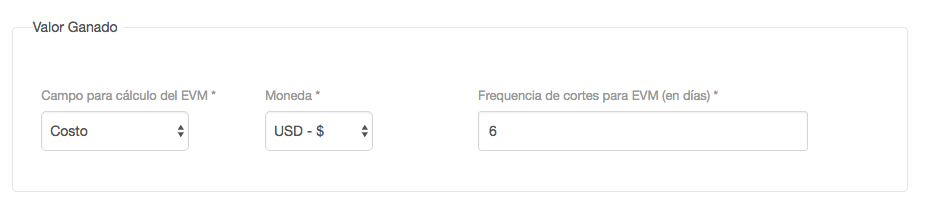 Valor Ganado
Campo para cálculo del EVM * Moneda * Frequencia de cortes para EVM (en días) *
Costo USD - $ 6